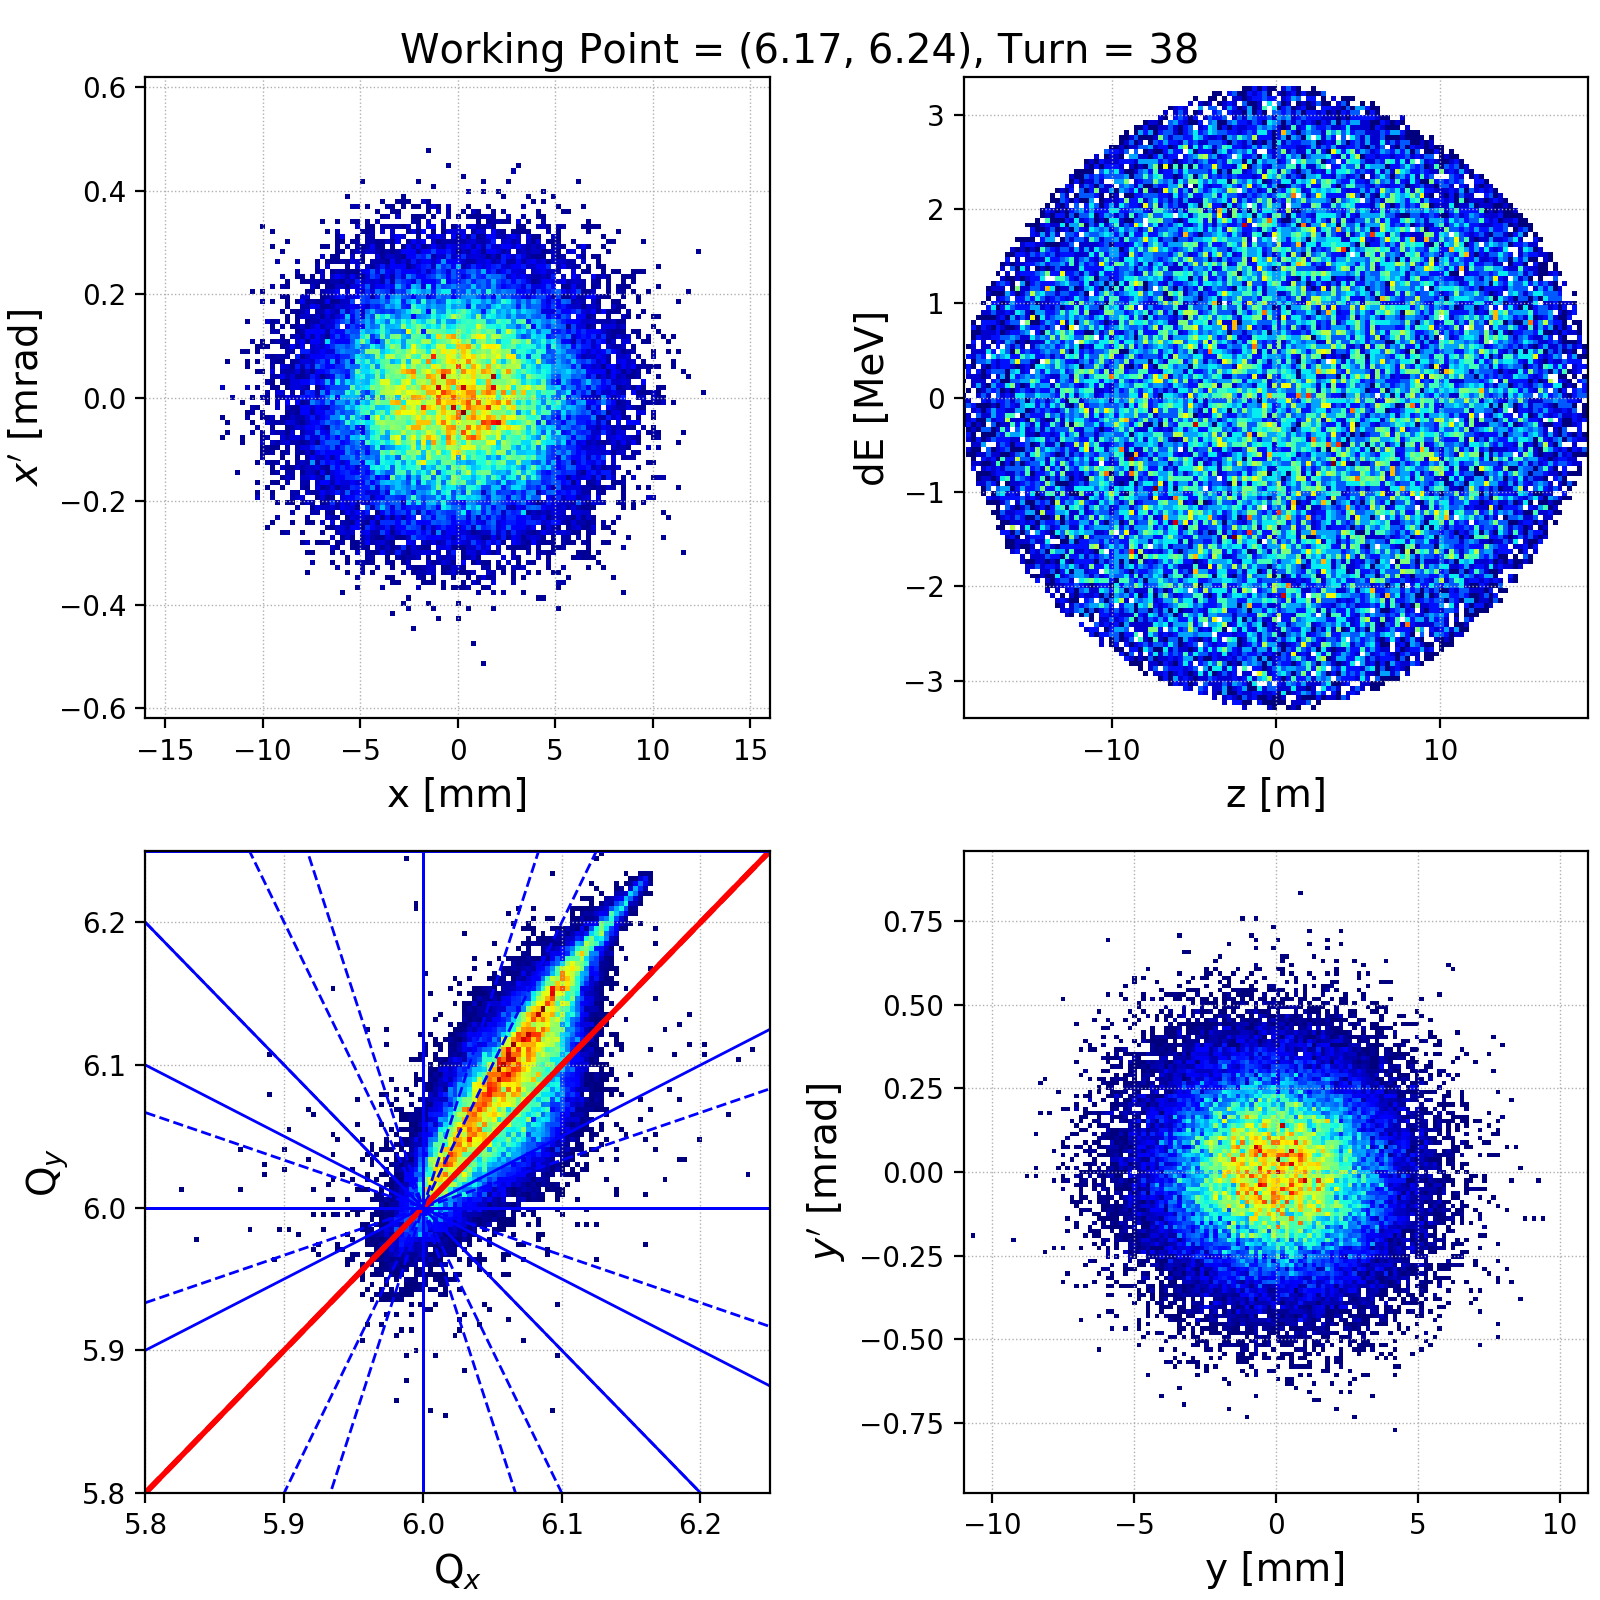 Working Point = (6.17, 6.24), Turn = 38
0.6
0.4
0.2
0.0
−0.2
−0.4
−0.6
x′ [mrad]
−15 −10 −5 0 5 10 15
x [mm]
3
2
1
0
−1
−2
−3
dE [MeV]
−10 0 10
z [m]
6.2
6.1
6.0
5.9
5.8
Qy
5.8 5.9 6.0 6.1 6.2
Qx
0.75
0.50
0.25
0.00
−0.25
−0.50
−0.75
y′ [mrad]
−10 −5 0 5 10
y [mm]